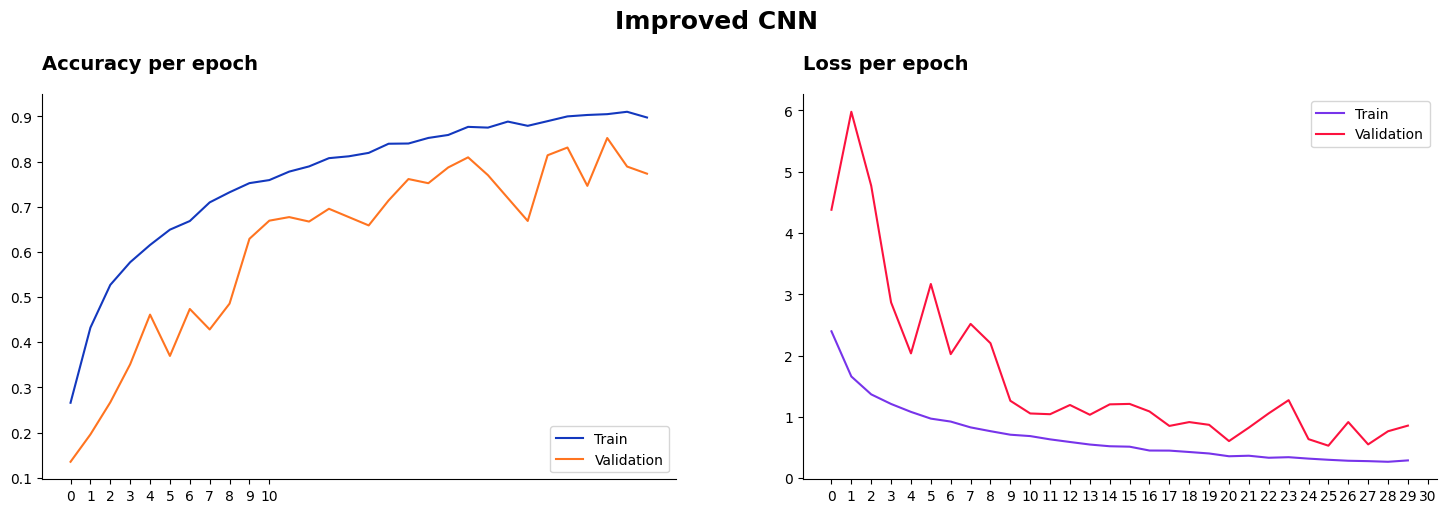 Improved CNN
Accuracy per epoch
0.9
0.8
0.7
0.6
0.5
0.4
0.3
0.2
0.1
0 1 2 3 4 5 6 7 8 9 10
Train
Validation
Loss per epoch
6
5
4
3
2
1
0
0 1 2 3 4 5 6 7 8 9 10 11 12 13 14 15 16 17 18 19 20 21 22 23 24 25 26 27 28 29 30
Train
Validation